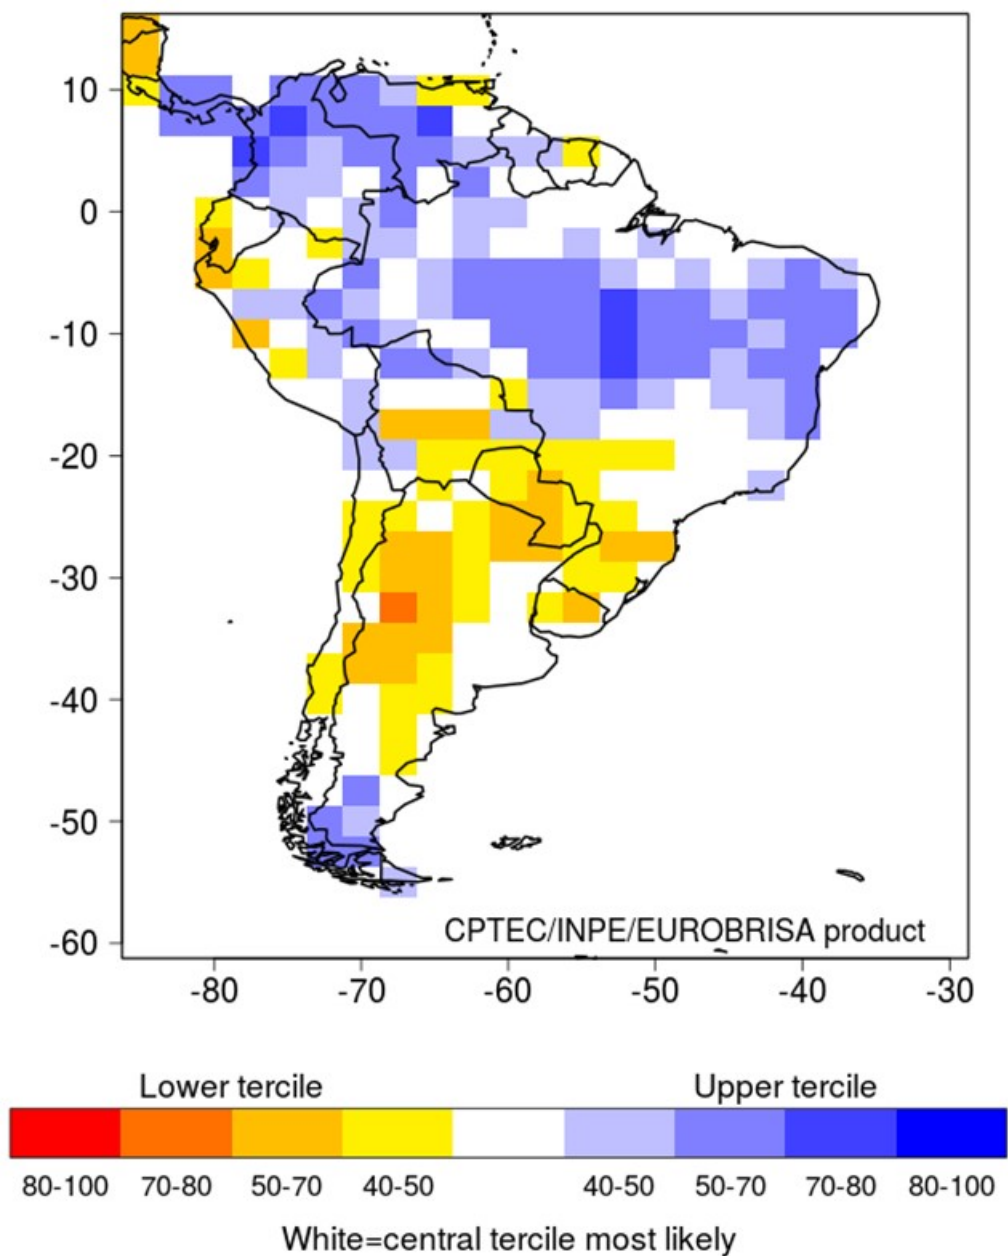 10
0
-10
-20
-30
-40
-50
-60
CPTEC/INPE/EUROBRISA product
-80 -70 -60 -50 -40 -30
Lower tercile Upper tercile
80-100 70-80 50-70 40-50 40-50 50-70 70-80 80-100
White=central tercile most likely